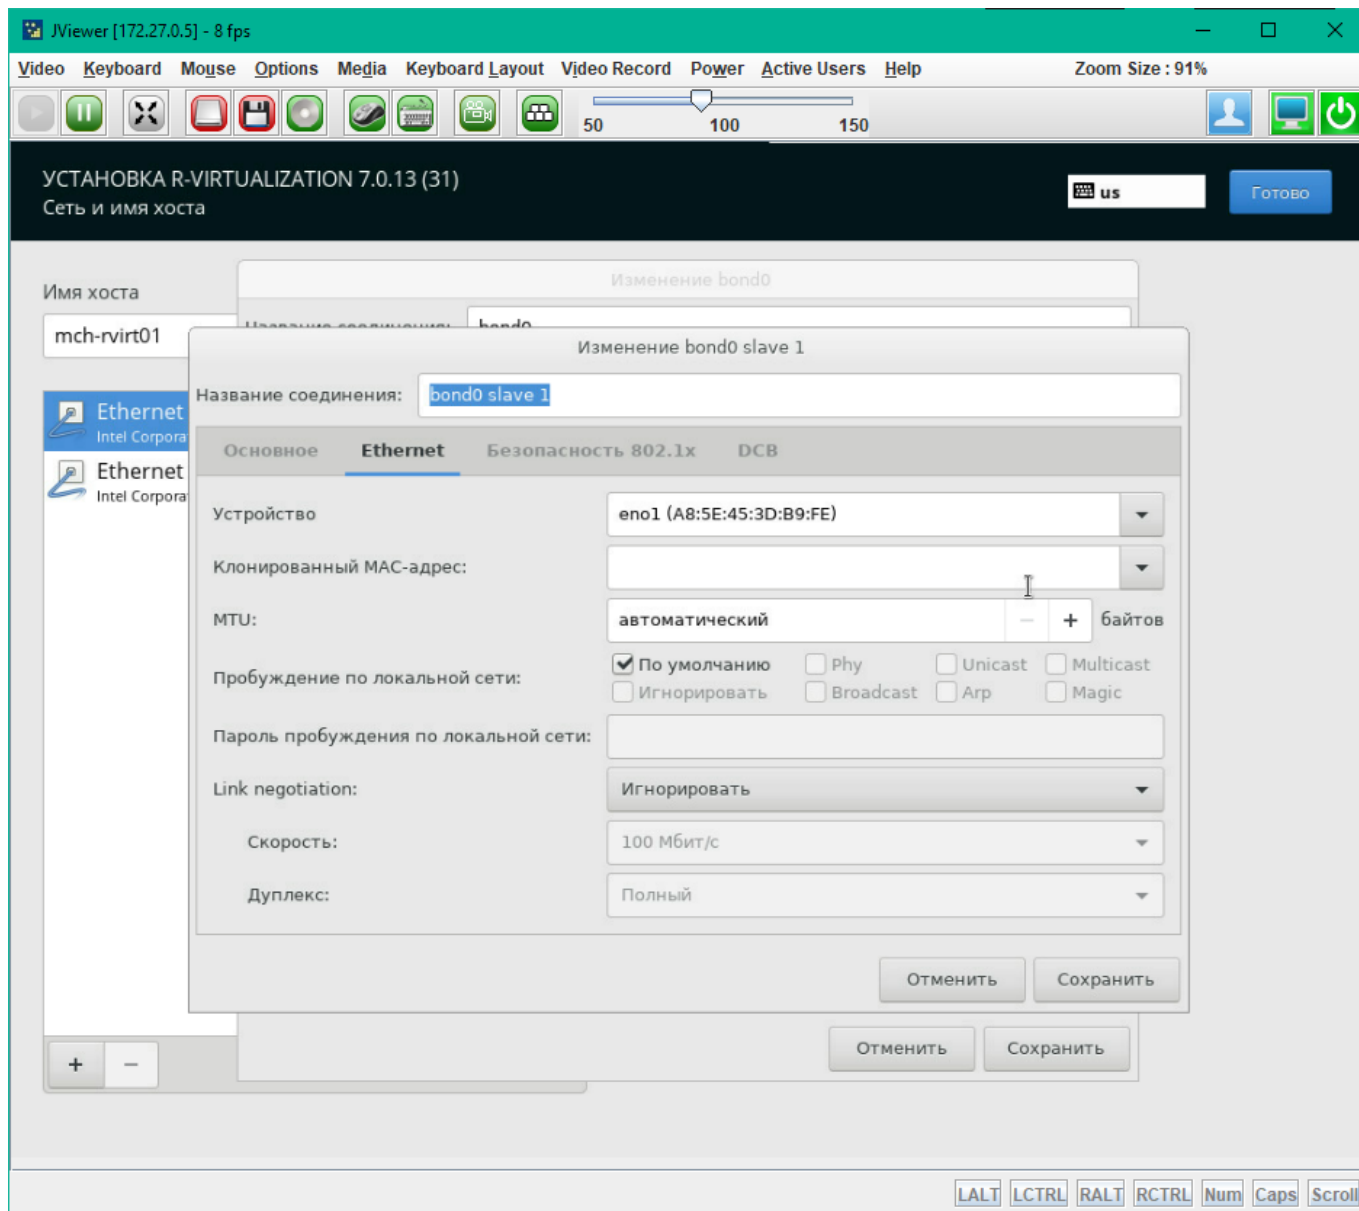 JViewer [172.27.0.5] - 8 fps
Video Keyboard Mouse Options Media Keyboard Layout Video Record Power Active Users Help Zoom Size : 91%
50 100 150
УСТАНОВКА R-VIRTUALIZATION 7.0.13 (31)
Сеть и имя хоста
us
Готово
Имя хоста
mch-rvirt01
Изменение bond0
Название соединения: bond0
Ethernet
Intel Corpora
Ethernet
Intel Corpora
Изменение bond0 slave 1
Название соединения: bond0 slave 1
Основное Ethernet Безопасность 802.1x DCB
Устройство eno1 (A8:5E:45:3D:B9:FE)
Клонированный MAC-адрес:
MTU: автоматический − + байтов
Пробуждение по локальной сети:
По умолчанию Phy Unicast Multicast
Игнорировать Broadcast Arp Magic
Пароль пробуждения по локальной сети:
Link negotiation: Игнорировать
Скорость: 100 Мбит/с
Дуплекс: Полный
Отменить Сохранить
Отменить Сохранить
+ −
LALT LCTRL RALT RCTRL Num Caps Scroll